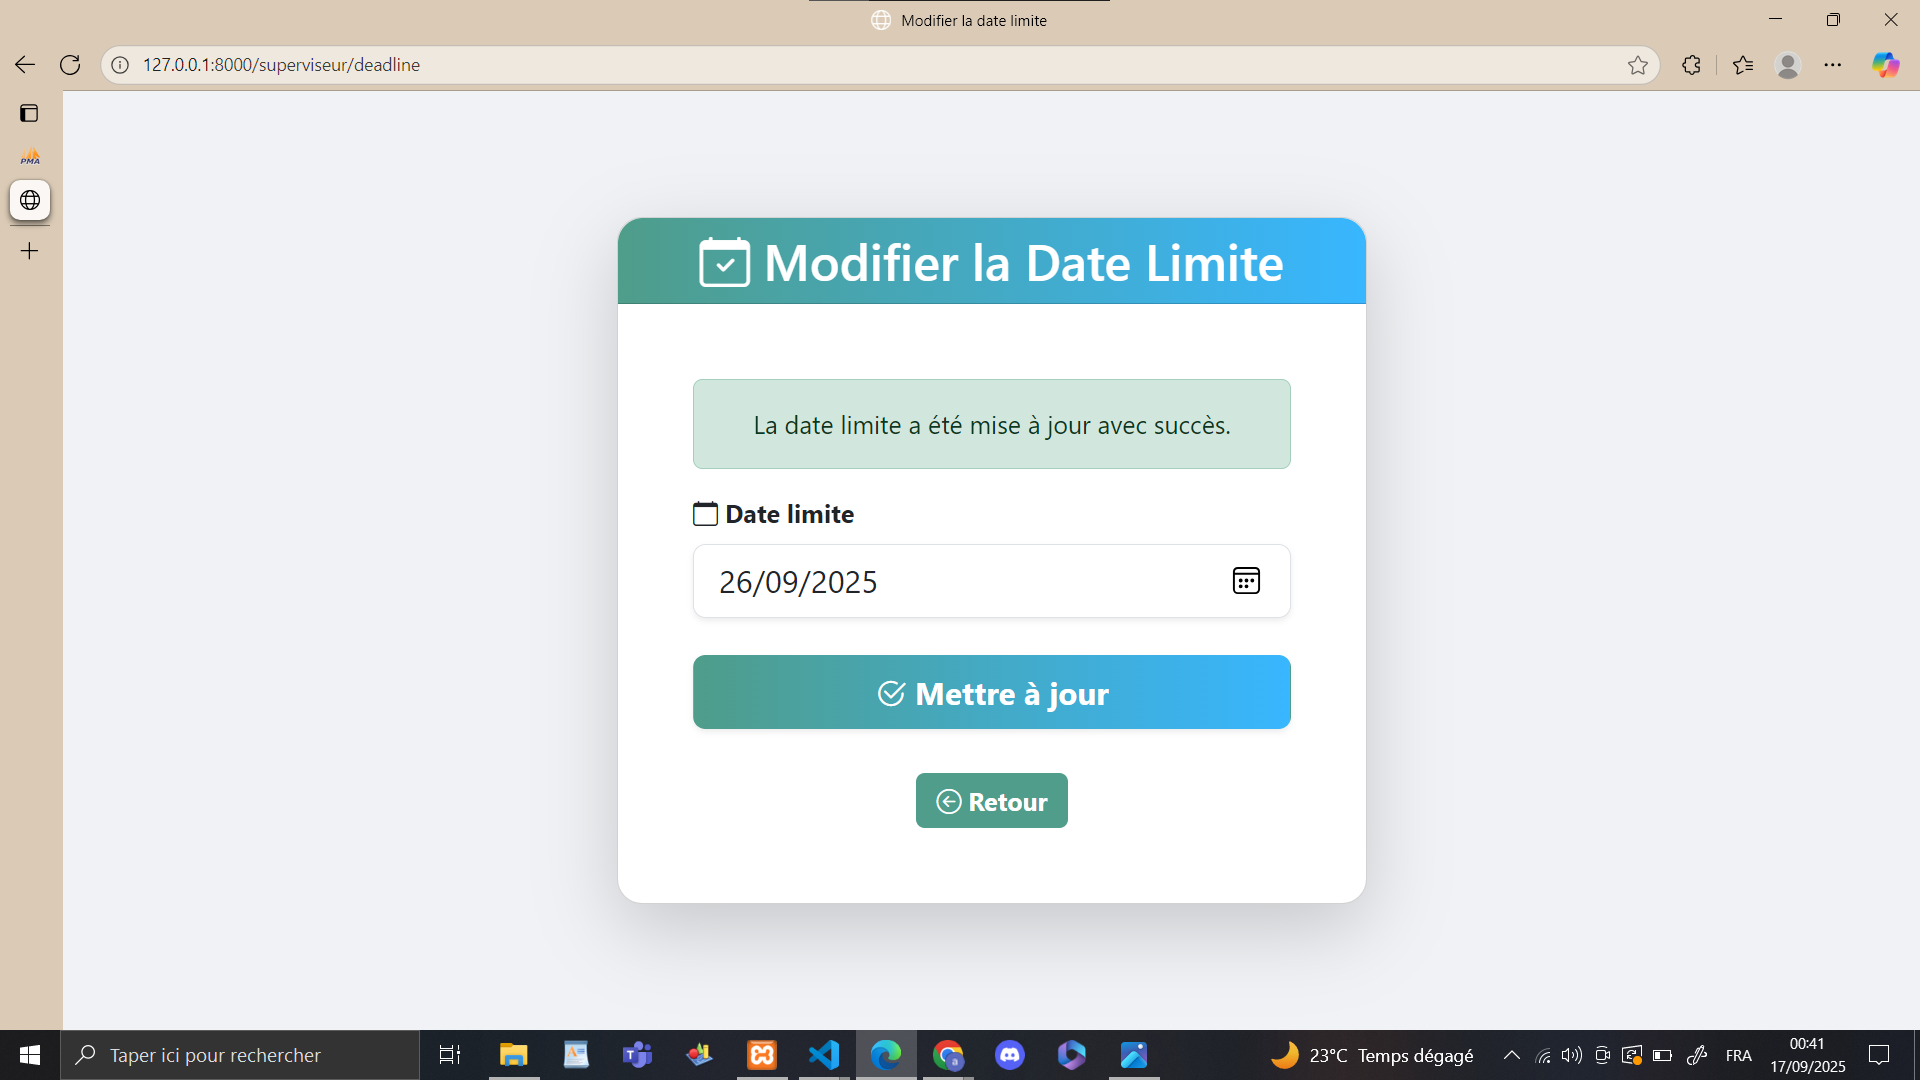 Modifier la date limite
127.0.0.1:8000/superviseur/deadline
PMA
Modifier la Date Limite
La date limite a été mise à jour avec succès.
Date limite
26/09/2025
Mettre à jour
Retour
Taper ici pour rechercher
23°C Temps dégagé
FRA
00:41
17/09/2025